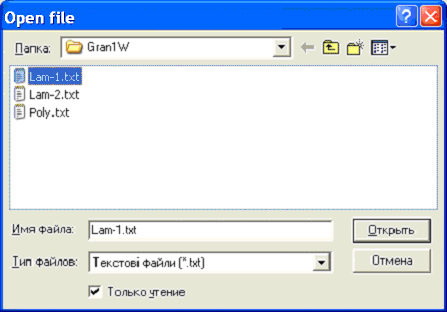 Open file
Папка: Gran1W
Lam-1.txt
Lam-2.txt
Poly.txt
Имя файла: Lam-1.txt Открыть
Тип файлов: Текстові файли (*.txt) Отмена
Только чтение